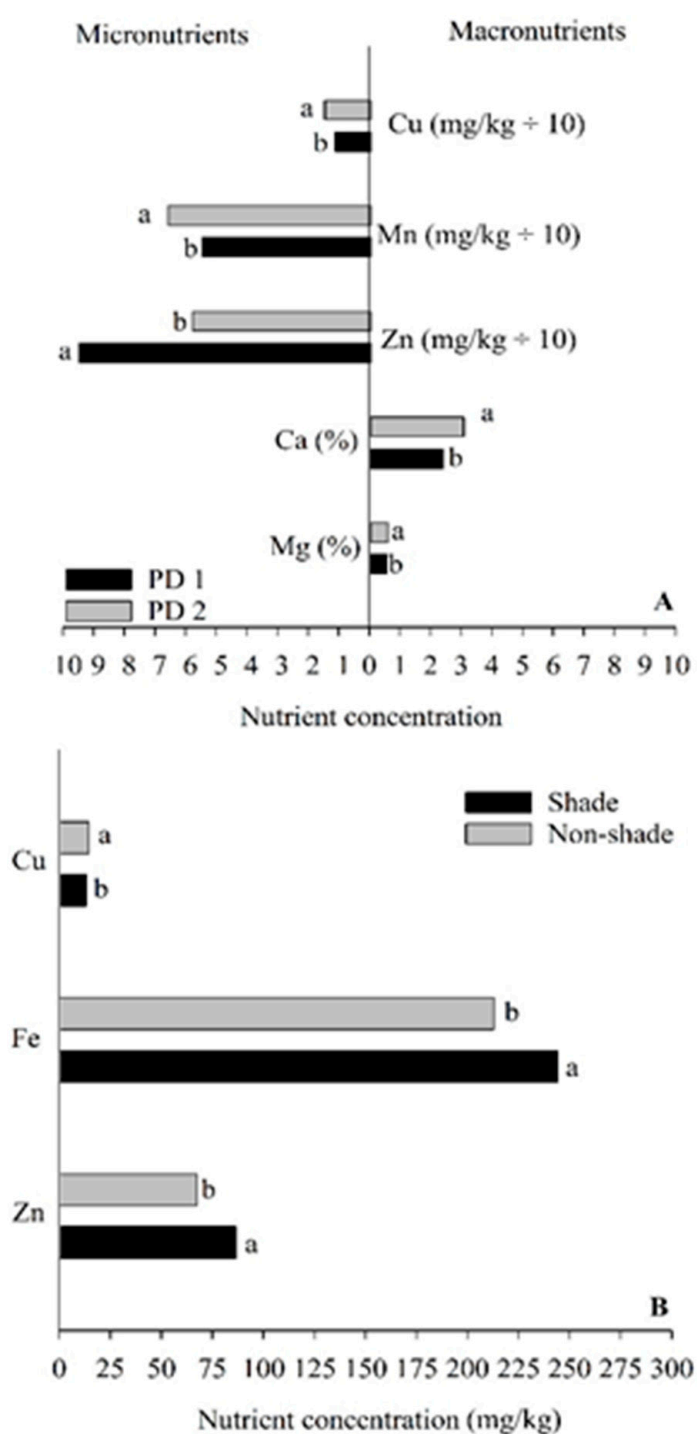 Micronutrients Macronutrients
a
b Cu (mg/kg ÷ 10)
a
b Mn (mg/kg ÷ 10)
b
a Zn (mg/kg ÷ 10)
Ca (%) a
b
Mg (%) a
b
PD 1
PD 2
A
10 9 8 7 6 5 4 3 2 1 0 1 2 3 4 5 6 7 8 9 10
Nutrient concentration
Shade
Non-shade
Cu a
b
Fe b
a
Zn b
a
B
0 25 50 75 100 125 150 175 200 225 250 275 300
Nutrient concentration (mg/kg)